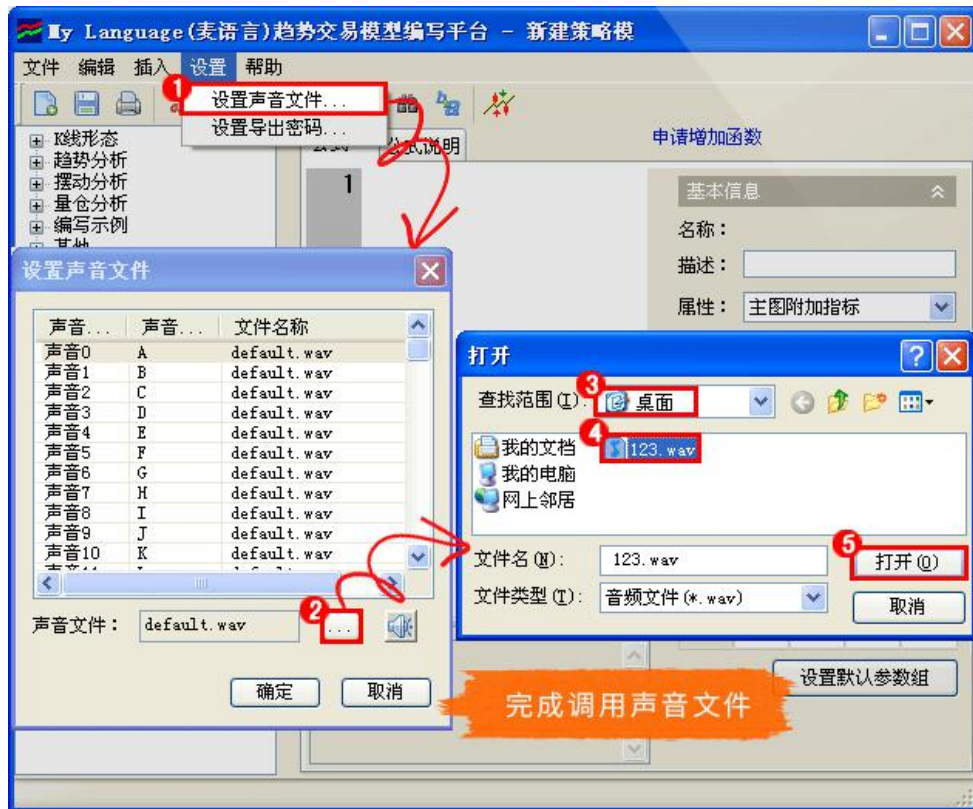 My Language(麦语言)趋势交易模型编写平台 - 新建策略模
文件 编辑 插入 设置 帮助
1 设置声音文件...
设置导出密码...
公式说明
申请增加函数
K线形态
趋势分析
摆动分析
量仓分析
编写示例
其他
1
基本信息
名称：
描述：
属性： 主图附加指标
设置声音文件
声音... 声音... 文件名称
声音0 A default.wav
声音1 B default.wav
声音2 C default.wav
声音3 D default.wav
声音4 E default.wav
声音5 F default.wav
声音6 G default.wav
声音7 H default.wav
声音8 I default.wav
声音9 J default.wav
声音10 K default.wav
声音文件： default.wav 2 ...
确定 取消
打开
查找范围(I): 3 桌面
我的文档 4 123.wav
我的电脑
网上邻居
文件名(N): 123.wav 5 打开(O)
文件类型(T): 音频文件(*.wav) 取消
设置默认参数组
完成调用声音文件